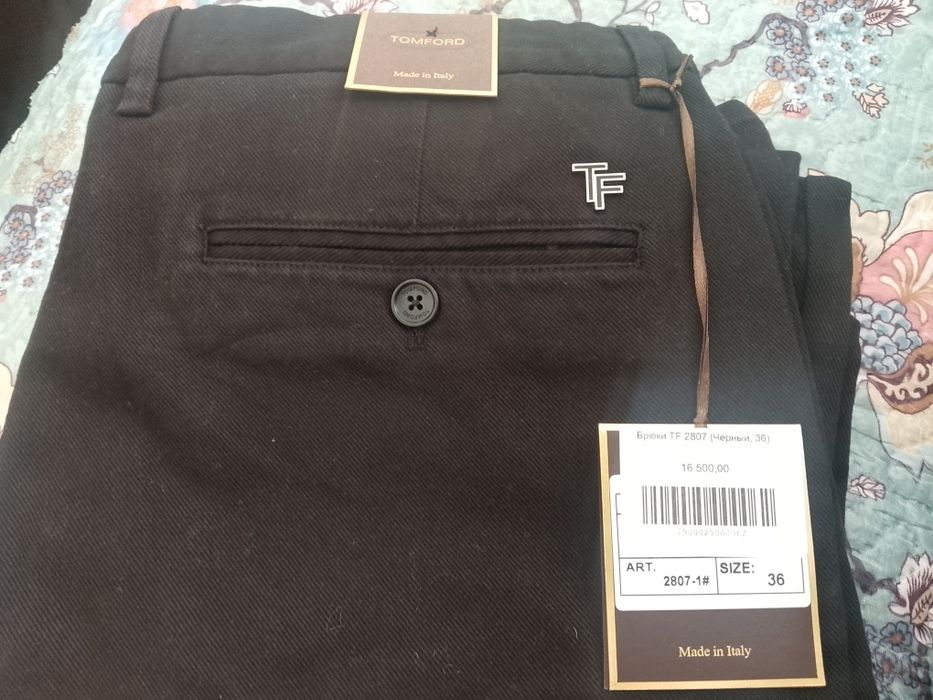 TOMFORD
Made in Italy
TF
TOMFORD
Брюки TF 2807 (Черный, 36)
16 500,00
ART.
2807-1#
SIZE:
36
Made in Italy